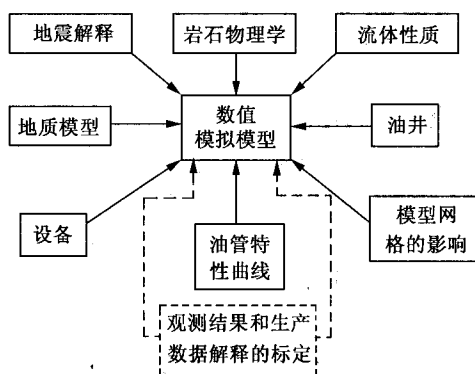 地震解释
岩石物理学
流体性质
地质模型
数值
模拟模型
油井
设备
油管特
性曲线
模型网
格的影响
观测结果和生产
数据解释的标定